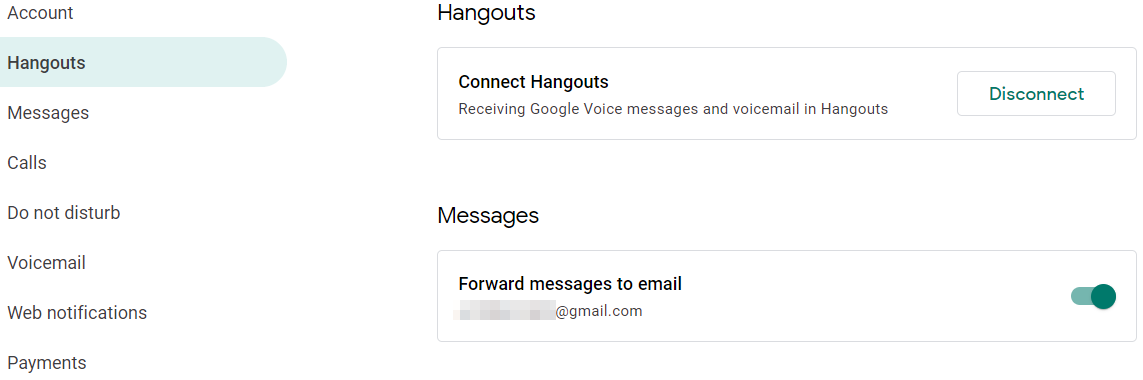 Account
Hangouts
Messages
Calls
Do not disturb
Voicemail
Web notifications
Payments
Hangouts
Connect Hangouts
Receiving Google Voice messages and voicemail in Hangouts
Disconnect
Messages
Forward messages to email
@gmail.com